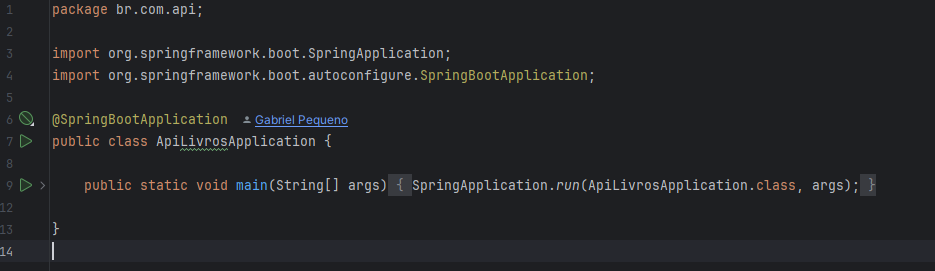 1 package br.com.api;
2
3 import org.springframework.boot.SpringApplication;
4 import org.springframework.boot.autoconfigure.SpringBootApplication;
5
6 @SpringBootApplication Gabriel Pequeno
7 public class ApiLivrosApplication {
8
9 public static void main(String[] args) { SpringApplication.run(ApiLivrosApplication.class, args); }
12
13 }
14